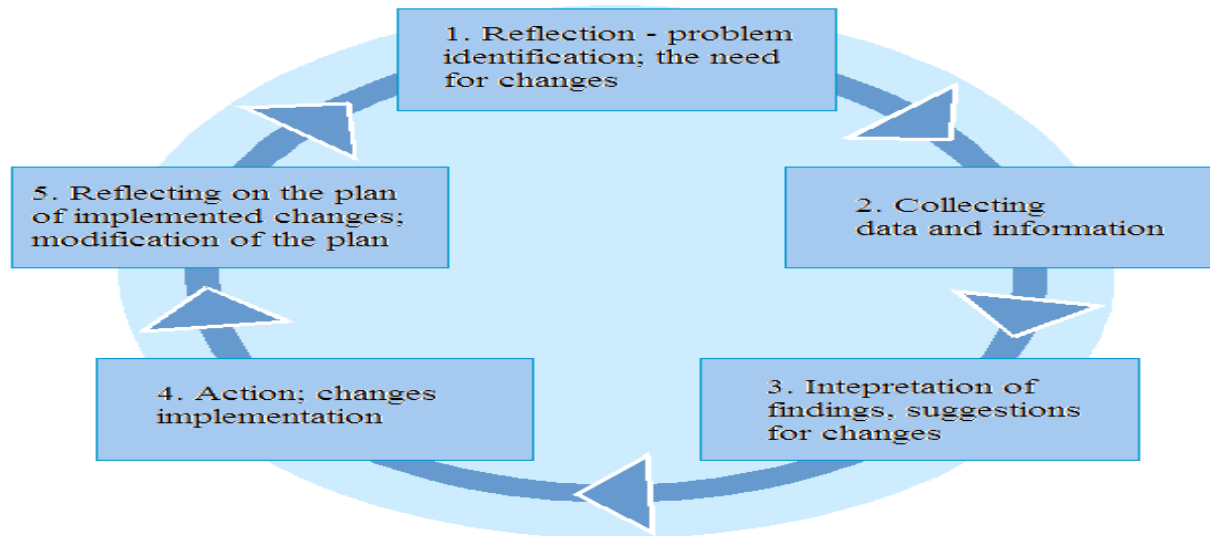 1. Reflection - problem
identification; the need
for changes
2. Collecting
data and information
3. Intepretation of
findings, suggestions
for changes
4. Action; changes
implementation
5. Reflecting on the plan
of implemented changes;
modification of the plan